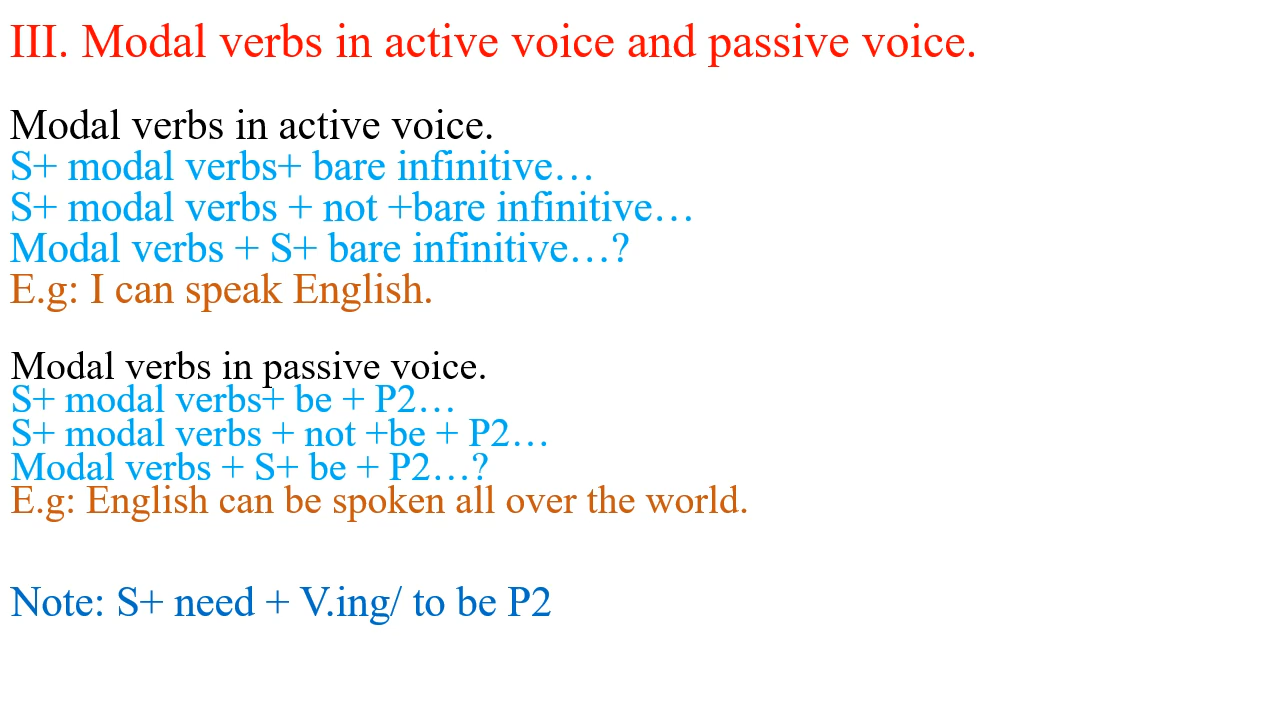 III. Modal verbs in active voice and passive voice.
Modal verbs in active voice.
S+ modal verbs+ bare infinitive…
S+ modal verbs + not +bare infinitive…
Modal verbs + S+ bare infinitive…?
E.g: I can speak English.
Modal verbs in passive voice.
S+ modal verbs+ be + P2…
S+ modal verbs + not +be + P2…
Modal verbs + S+ be + P2…?
E.g: English can be spoken all over the world.
Note: S+ need + V.ing/ to be P2